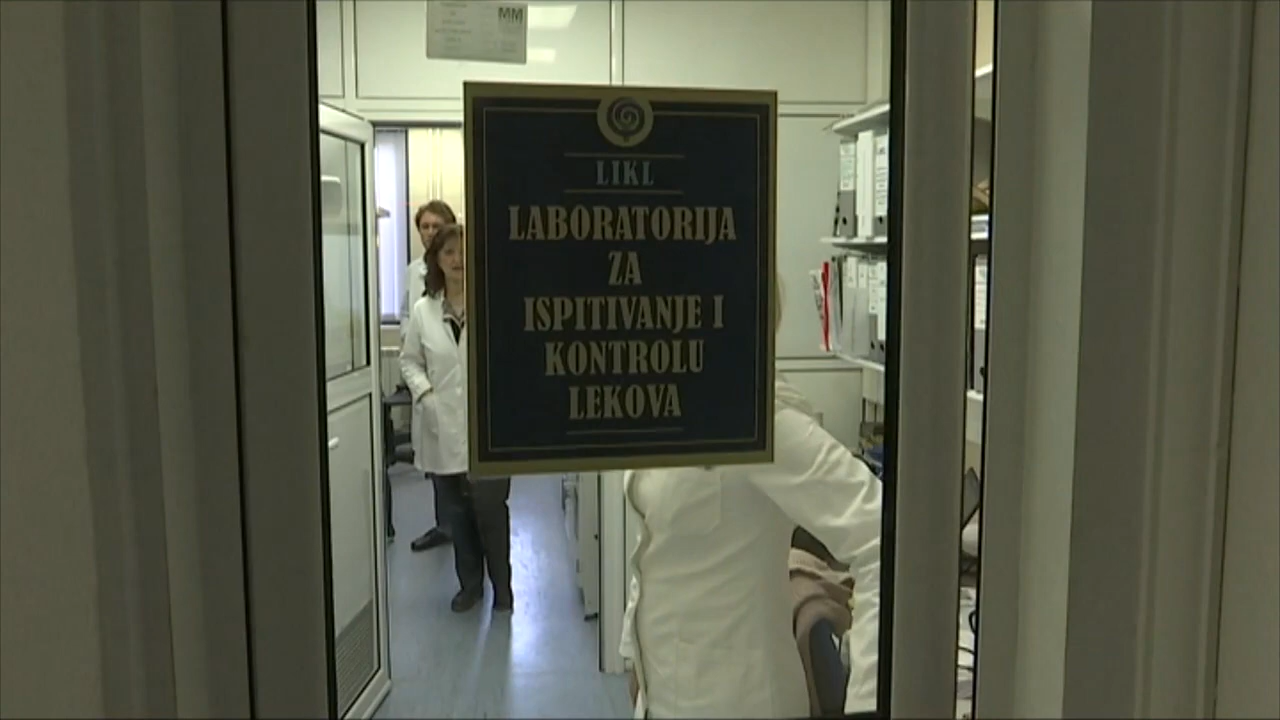 MM
LIKL
LABORATORIJA
ZA
ISPITIVANJE I
KONTROLU
LEKOVA